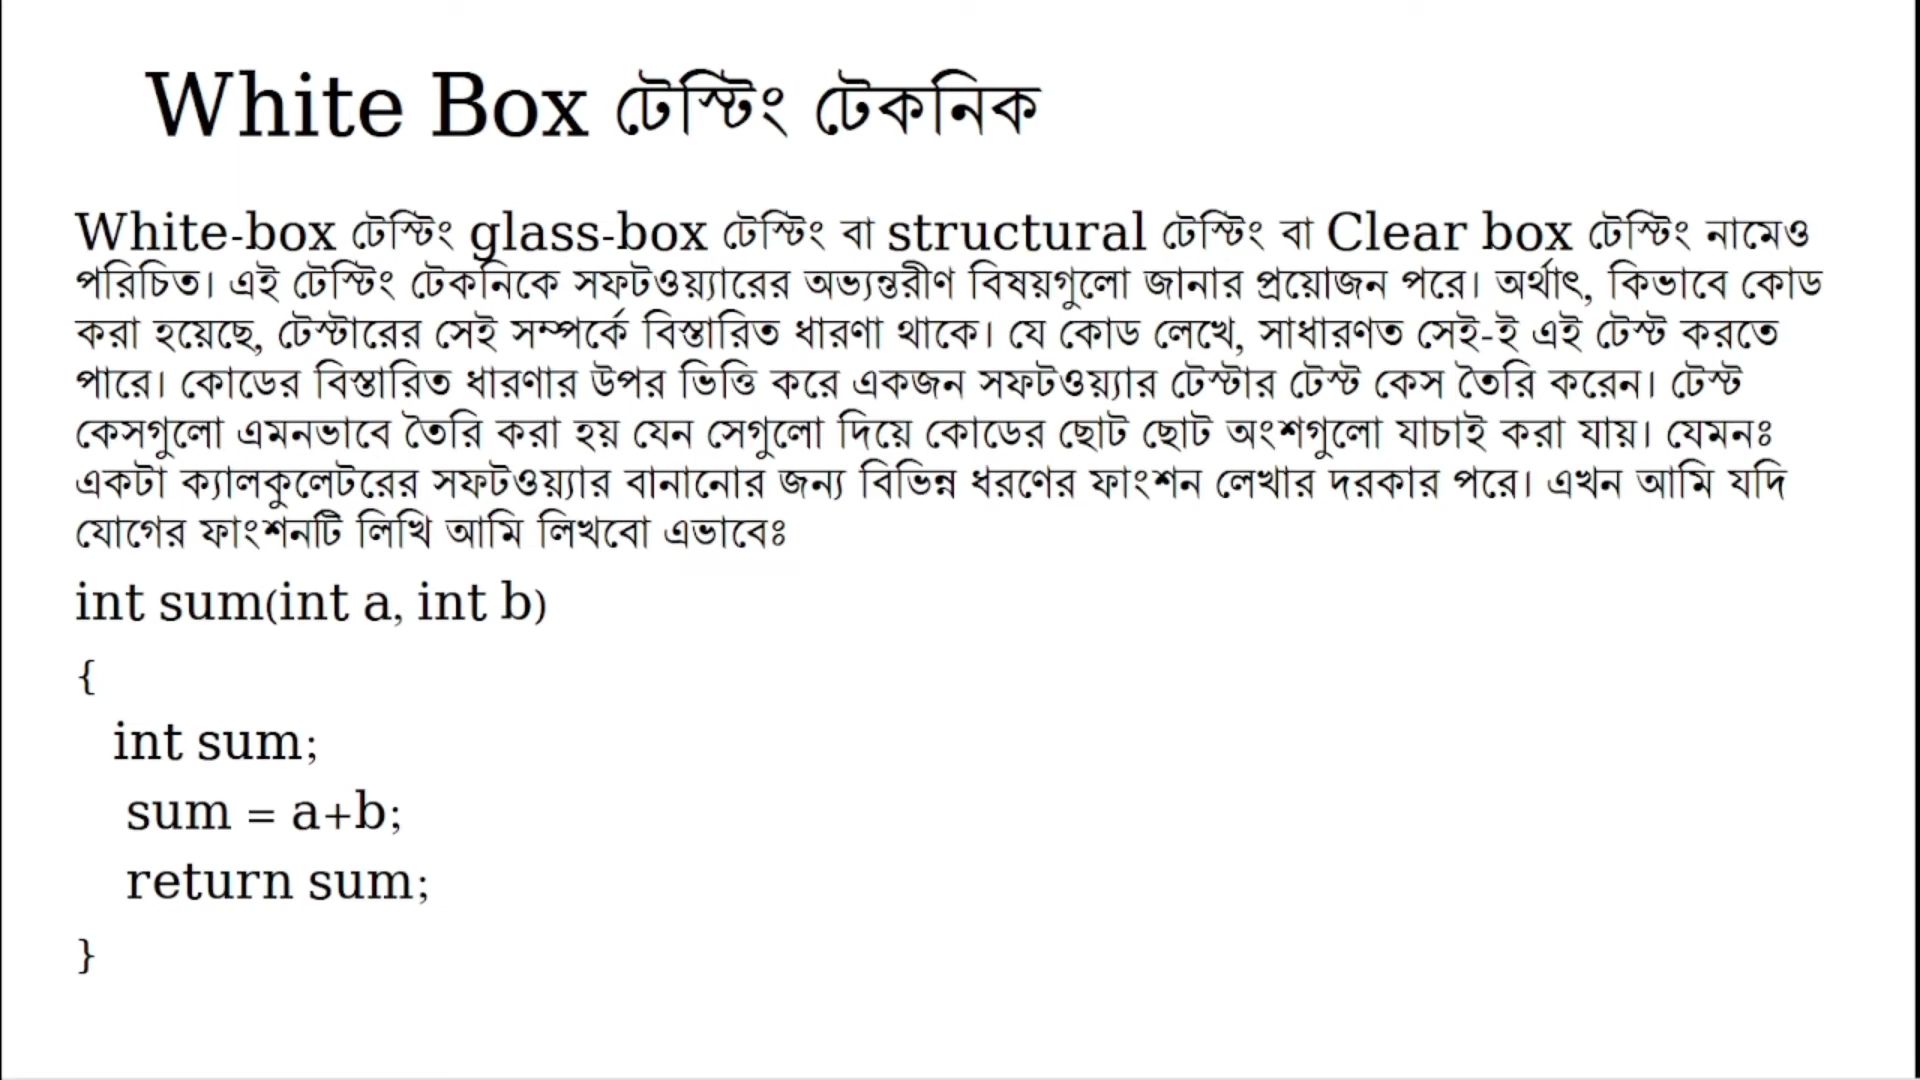 White Box টেস্টিং টেকনিক
White-box টেস্টিং glass-box টেস্টিং বা structural টেস্টিং বা Clear box টেস্টিং নামেও
পরিচিত। এই টেস্টিং টেকনিকে সফটওয়্যারের অভ্যন্তরীণ বিষয়গুলো জানার প্রয়োজন পরে। অর্থাৎ, কিভাবে কোড
করা হয়েছে, টেস্টারের সেই সম্পর্কে বিস্তারিত ধারণা থাকে। যে কোড লেখে, সাধারণত সেই-ই এই টেস্ট করতে
পারে। কোডের বিস্তারিত ধারণার উপর ভিত্তি করে একজন সফটওয়্যার টেস্টার টেস্ট কেস তৈরি করেন। টেস্ট
কেসগুলো এমনভাবে তৈরি করা হয় যেন সেগুলো দিয়ে কোডের ছোট ছোট অংশগুলো যাচাই করা যায়। যেমনঃ
একটা ক্যালকুলেটরের সফটওয়্যার বানানোর জন্য বিভিন্ন ধরণের ফাংশন লেখার দরকার পরে। এখন আমি যদি
যোগের ফাংশনটি লিখি আমি লিখবো এভাবেঃ
int sum(int a, int b)
{
int sum;
sum = a+b;
return sum;
}